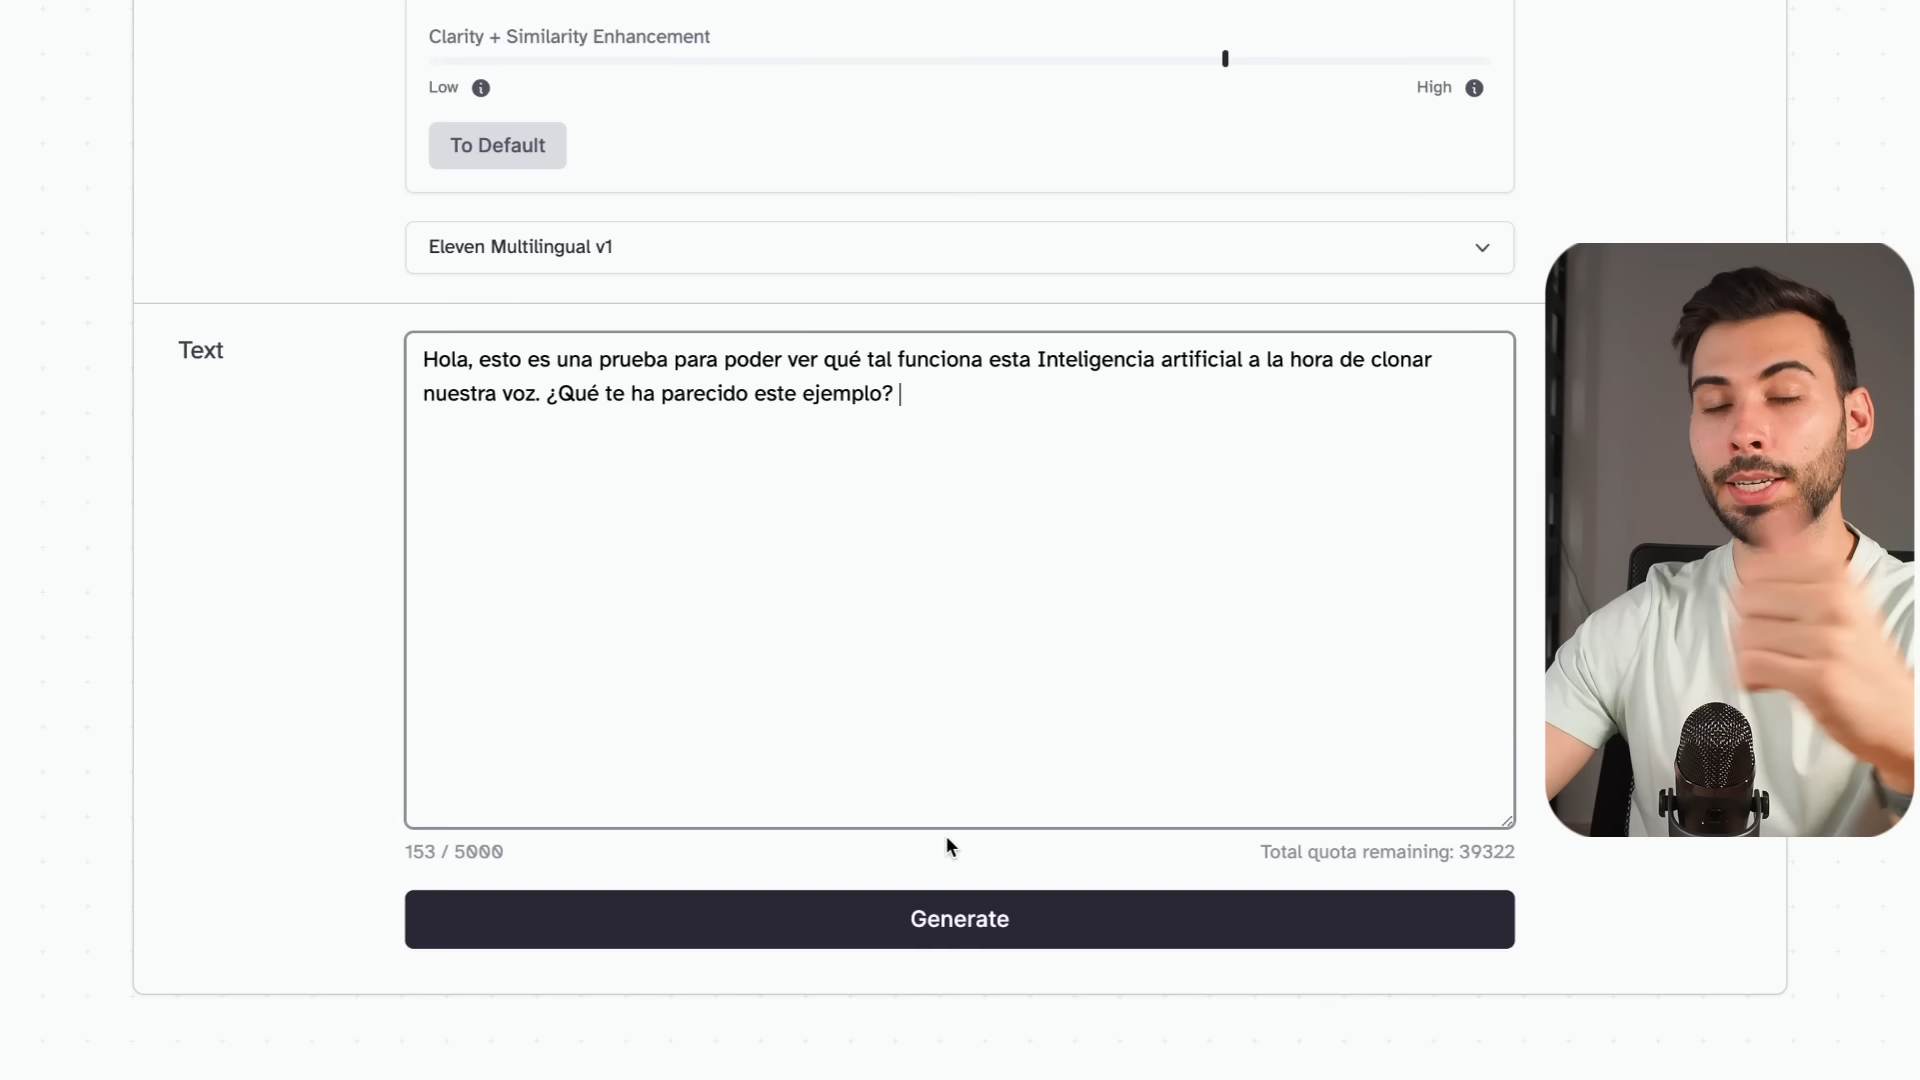 Clarity + Similarity Enhancement
Low
High
To Default
Eleven Multilingual v1
Text
Hola, esto es una prueba para poder ver qué tal funciona esta Inteligencia artificial a la hora de clonar
nuestra voz. ¿Qué te ha parecido este ejemplo?
153 / 5000
Total quota remaining: 39322
Generate